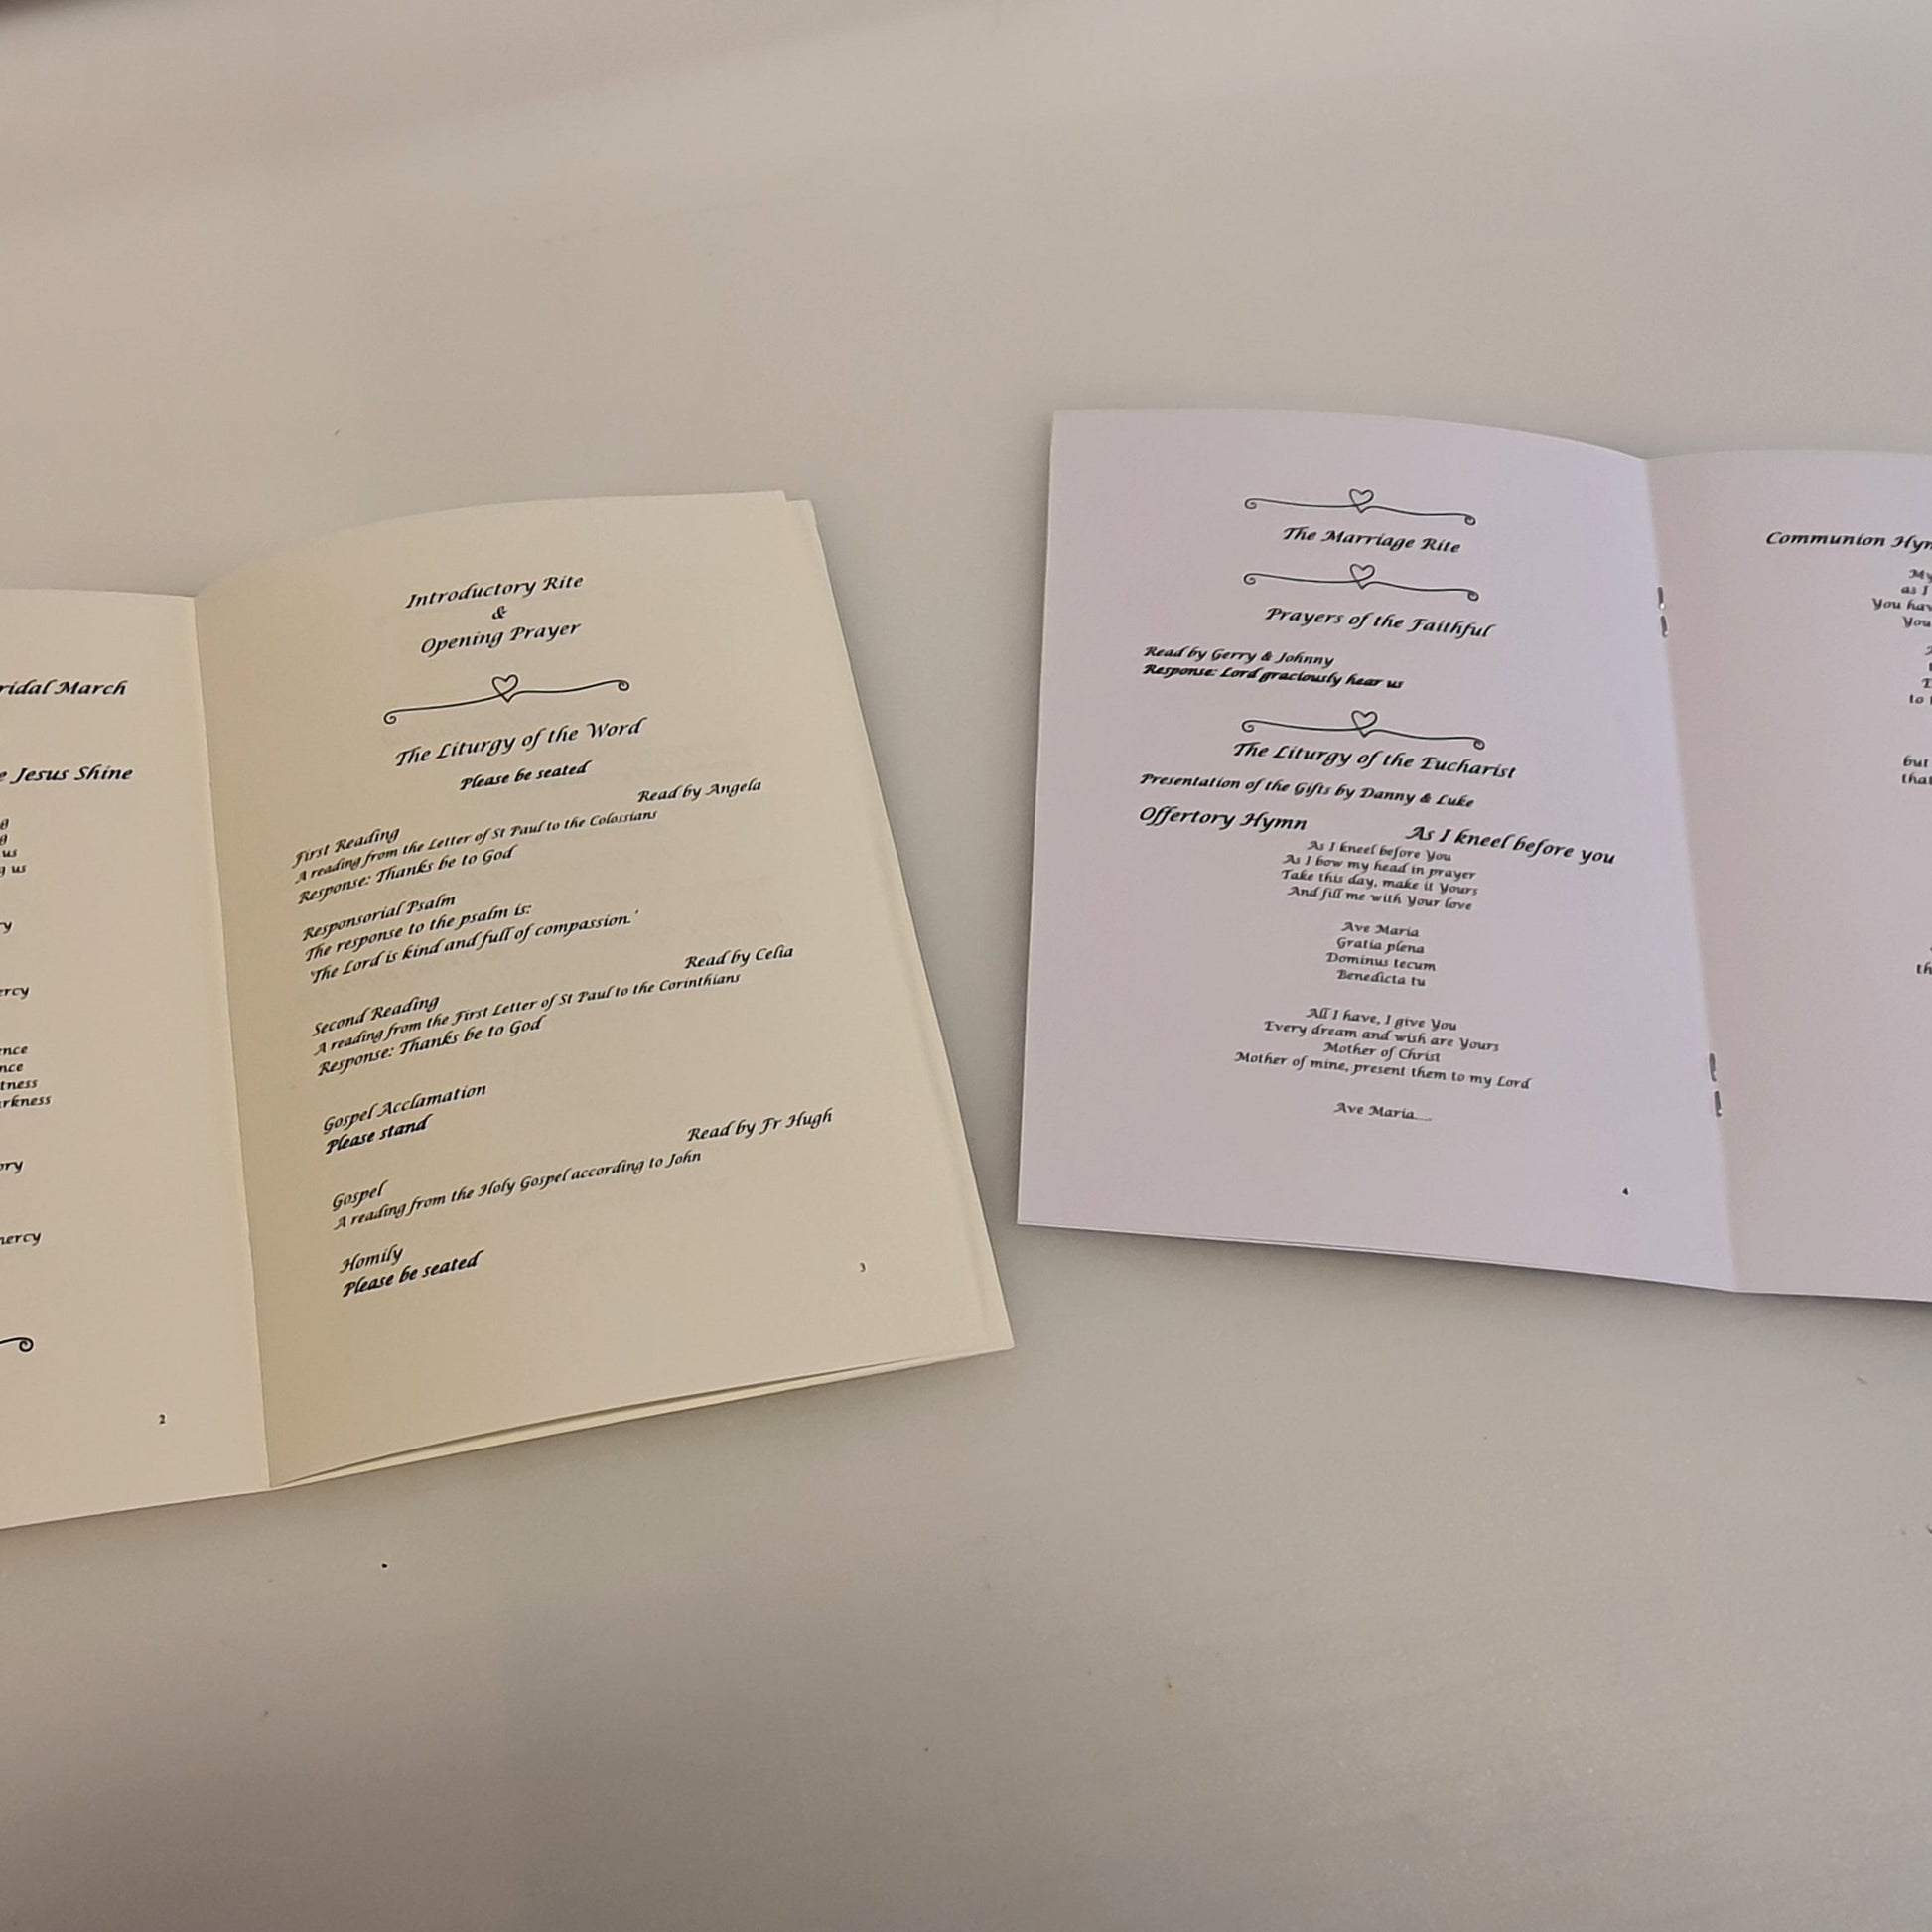 March
Jesus Shine
us
us
2
Introductory Rite
&
Opening Prayer
The Liturgy of the Word
Please be seated
Read by Angela
First Reading
A reading from the Letter of St Paul to the Colossians
Response: Thanks be to God
Responsorial Psalm
The response to the psalm is:
'The Lord is kind and full of compassion.'
Read by Celia
Second Reading
A reading from the First Letter of St Paul to the Corinthians
Response: Thanks be to God
Gospel Acclamation
Please stand
Read by Fr Hugh
Gospel
A reading from the Holy Gospel according to John
Homily
Please be seated
3
The Marriage Rite
Prayers of the Faithful
Read by Gerry & Johnny
Response: Lord graciously hear us
The Liturgy of the Eucharist
Presentation of the Gifts by Danny & Luke
Offertory Hymn As I kneel before you
As I kneel before You
As I bow my head in prayer
Take this day, make it Yours
And fill me with Your love
Ave Maria
Gratia plena
Dominus tecum
Benedicta tu
All I have, I give You
Every dream and wish are Yours
Mother of Christ
Mother of mine, present them to my Lord
Ave Maria....
4
Communion
My
as I
You
You
to
but